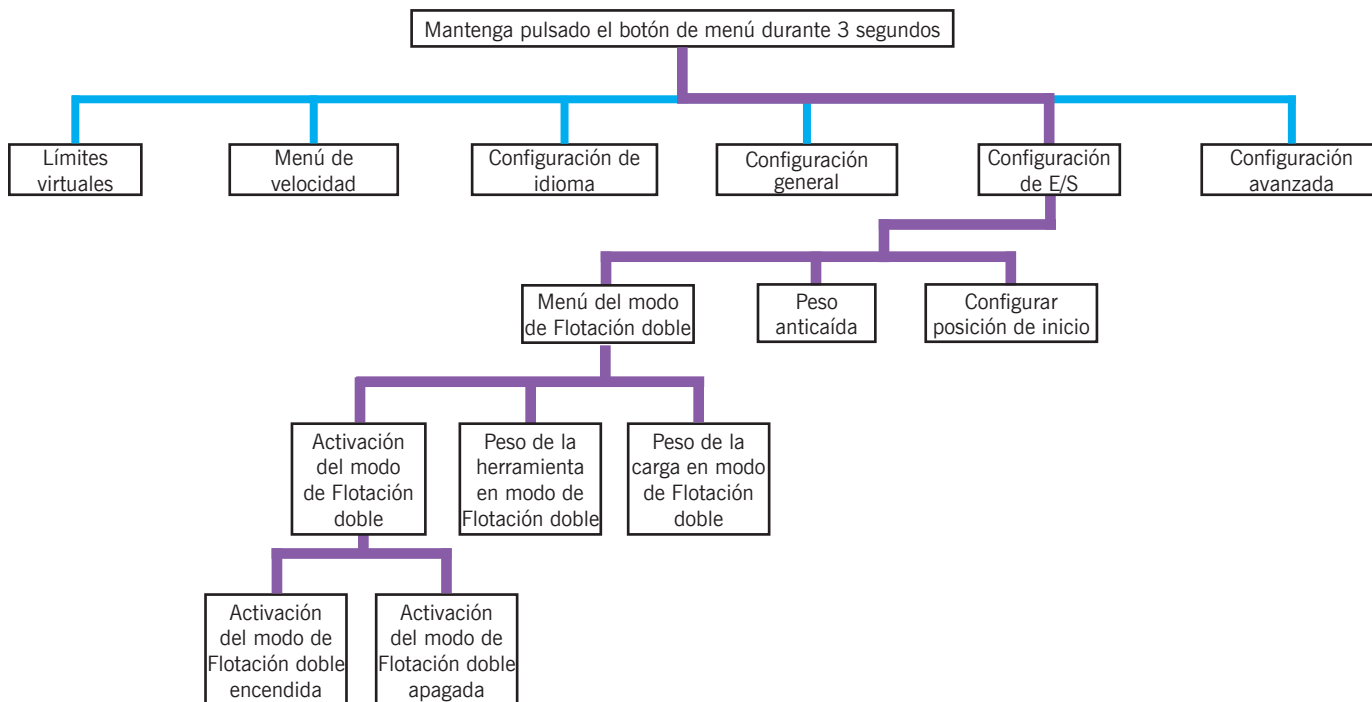 Mantenga pulsado el botón de menú durante 3 segundos
Límites
virtuales
Menú de
velocidad
Configuración de
idioma
Configuración
general
Configuración
de E/S
Configuración
avanzada
Menú del modo
de Flotación doble
Peso
anticaída
Configurar
posición de inicio
Activación
del modo
de Flotación
doble
Peso de la
herramienta
en modo de
Flotación doble
Peso de la
carga en modo
de Flotación
doble
Activación
del modo de
Flotación doble
encendida
Activación
del modo de
Flotación doble
apagada